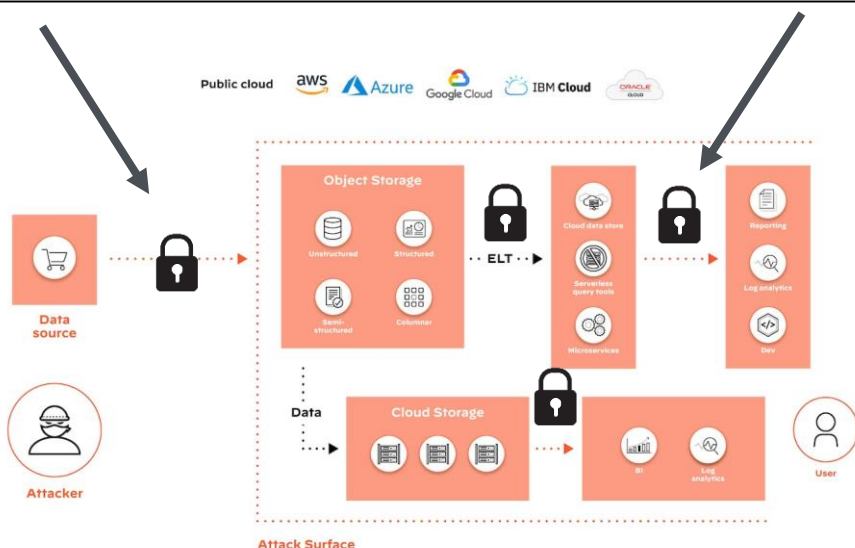 Public cloud
aws
Azure
Google Cloud
IBM Cloud
ORACLE
CLOUD
Object Storage
Unstructured
Structured
Semi-
structured
Columnar
ELT
Cloud data store
Serverless
query tools
Microservices
Reporting
Log analytics
Dev
Data
source
Data
Cloud Storage
BI
Log
analytics
Attacker
User
Attack Surface